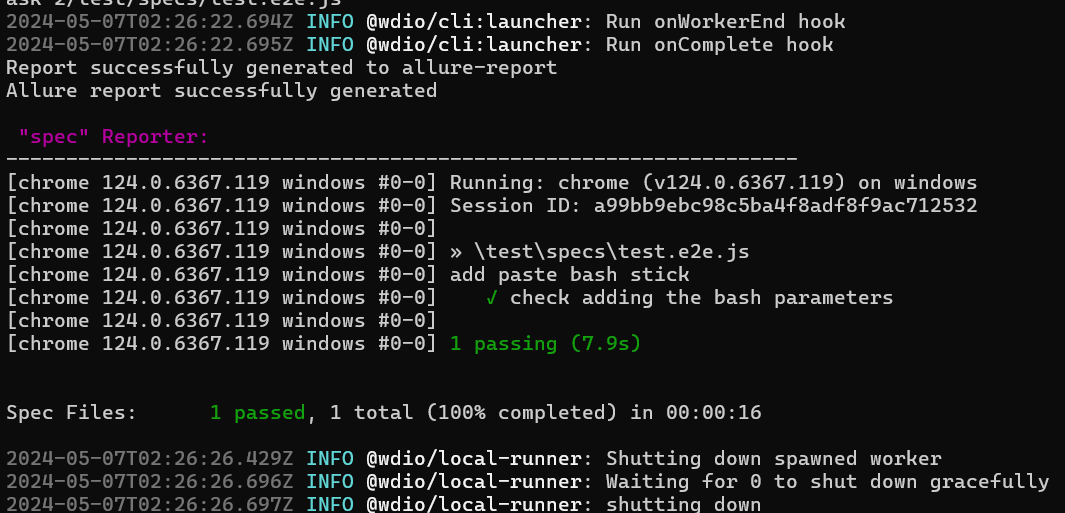 ask 2/test/specs/test.e2e.js
2024-05-07T02:26:22.694Z INFO @wdio/cli:launcher: Run onWorkerEnd hook
2024-05-07T02:26:22.695Z INFO @wdio/cli:launcher: Run onComplete hook
Report successfully generated to allure-report
Allure report successfully generated
"spec" Reporter:
------------------------------------------------------------------
[chrome 124.0.6367.119 windows #0-0] Running: chrome (v124.0.6367.119) on windows
[chrome 124.0.6367.119 windows #0-0] Session ID: a99bb9ebc98c5ba4f8adf8f9ac712532
[chrome 124.0.6367.119 windows #0-0]
[chrome 124.0.6367.119 windows #0-0] » \test\specs\test.e2e.js
[chrome 124.0.6367.119 windows #0-0] add paste bash stick
[chrome 124.0.6367.119 windows #0-0]    ✓ check adding the bash parameters
[chrome 124.0.6367.119 windows #0-0]
[chrome 124.0.6367.119 windows #0-0] 1 passing (7.9s)
Spec Files:      1 passed, 1 total (100% completed) in 00:00:16
2024-05-07T02:26:26.429Z INFO @wdio/local-runner: Shutting down spawned worker
2024-05-07T02:26:26.696Z INFO @wdio/local-runner: Waiting for 0 to shut down gracefully
2024-05-07T02:26:26.697Z INFO @wdio/local-runner: shutting down